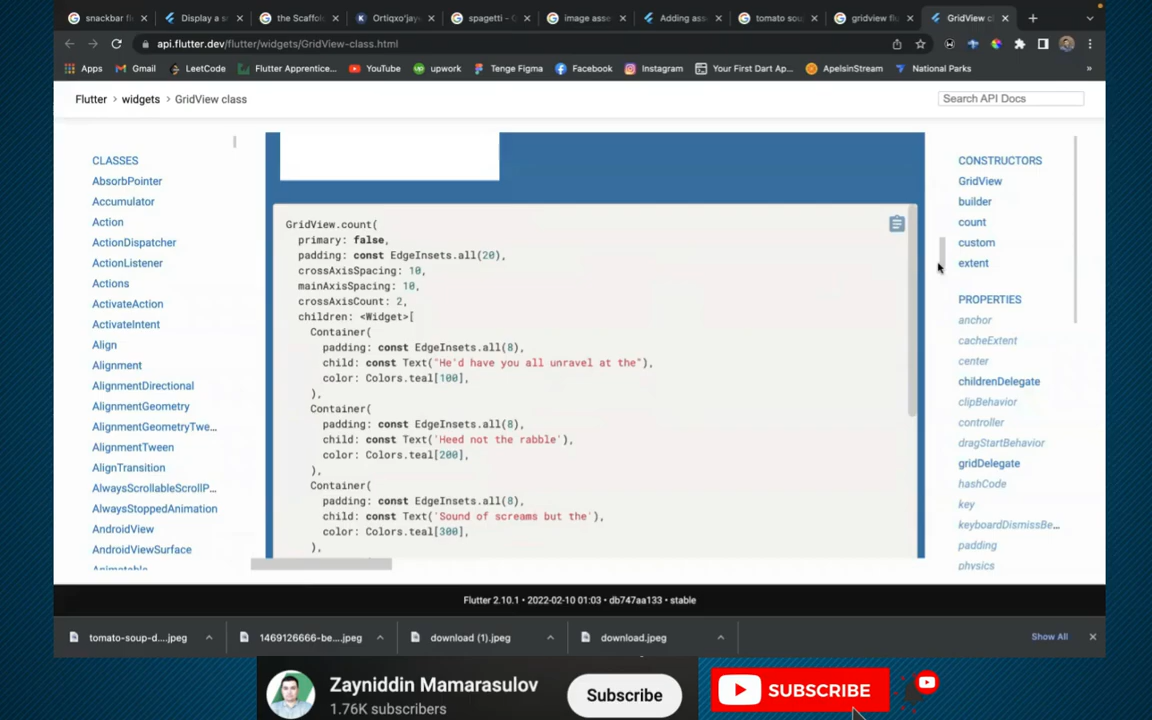 snackbar fl
Display a s
the Scaffol
Ortiqxo'jay
spagetti - G
image asse
Adding ass
tomato sou
gridview flu
GridView cl
api.flutter.dev/flutter/widgets/GridView-class.html
Apps
Gmail
LeetCode
Flutter Apprentice...
YouTube
upwork
Tenge Figma
Facebook
Instagram
Your First Dart Ap...
ApelsinStream
National Parks
»
Flutter > widgets > GridView class
Search API Docs
CLASSES
AbsorbPointer
Accumulator
Action
ActionDispatcher
ActionListener
Actions
ActivateAction
ActivateIntent
Align
Alignment
AlignmentDirectional
AlignmentGeometry
AlignmentGeometryTwe...
AlignmentTween
AlignTransition
AlwaysScrollableScrollP...
AlwaysStoppedAnimation
AndroidView
AndroidViewSurface
Animatable
GridView.count(
primary: false,
padding: const EdgeInsets.all(20),
crossAxisSpacing: 10,
mainAxisSpacing: 10,
crossAxisCount: 2,
children: <Widget>[
Container(
padding: const EdgeInsets.all(8),
child: const Text("He'd have you all unravel at the"),
color: Colors.teal[100],
),
Container(
padding: const EdgeInsets.all(8),
child: const Text('Heed not the rabble'),
color: Colors.teal[200],
),
Container(
padding: const EdgeInsets.all(8),
child: const Text('Sound of screams but the'),
color: Colors.teal[300],
),
CONSTRUCTORS
GridView
builder
count
custom
extent
PROPERTIES
anchor
cacheExtent
center
childrenDelegate
clipBehavior
controller
dragStartBehavior
gridDelegate
hashCode
key
keyboardDismissBe...
padding
physics
Flutter 2.10.1 • 2022-02-10 01:03 • db747aa133 • stable
tomato-soup-d....jpeg
1469126666-be....jpeg
download (1).jpeg
download.jpeg
Show All
Zayniddin Mamarasulov
1.76K subscribers
Subscribe
SUBSCRIBE